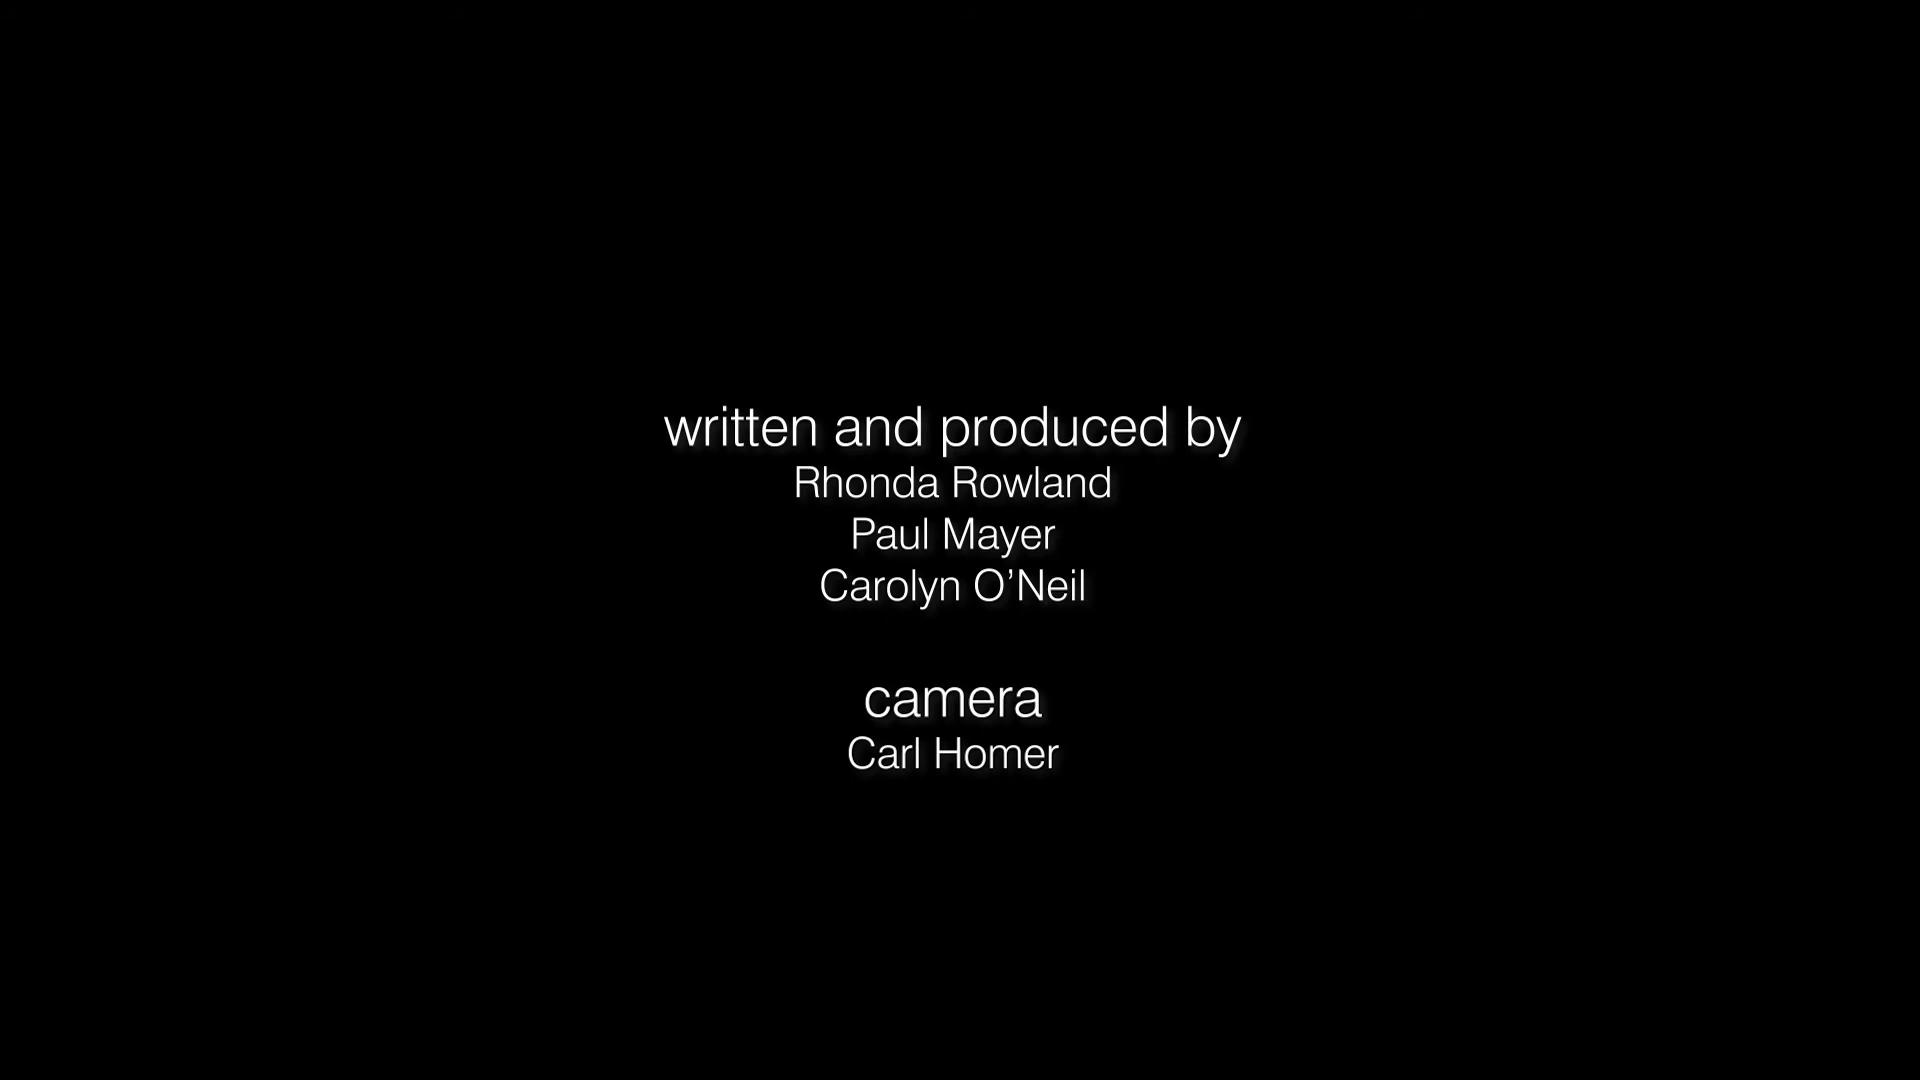 written and produced by
Rhonda Rowland
Paul Mayer
Carolyn O’Neil
camera
Carl Homer